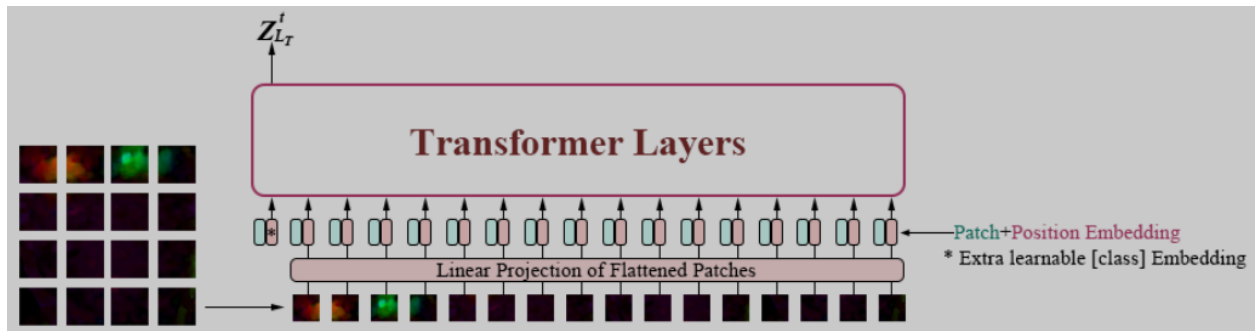 Z^t_{L_T}
Transformer Layers
*
Patch+Position Embedding
* Extra learnable [class] Embedding
Linear Projection of Flattened Patches